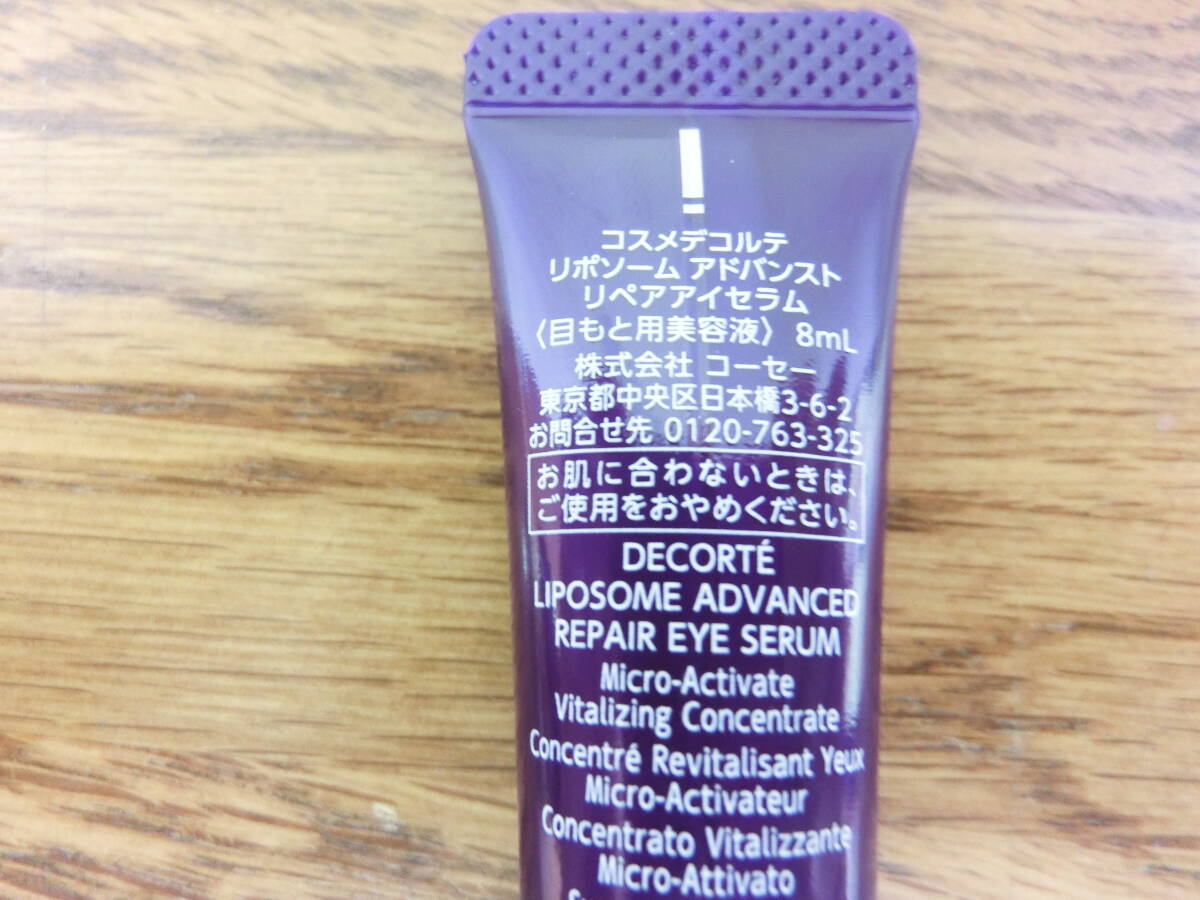 コスメデコルテ
リポソーム アドバンスト
リペアアイセラム
〈目もと用美容液〉 8mL
株式会社 コーセー
東京都中央区日本橋3-6-2
お問合せ先 0120-763-325
お肌に合わないときは、
ご使用をおやめください。
DECORTÉ
LIPOSOME ADVANCED
REPAIR EYE SERUM
Micro-Activate
Vitalizing Concentrate
Concentré Revitalisant Yeux
Micro-Activateur
Concentrato Vitalizzante
Micro-Attivato